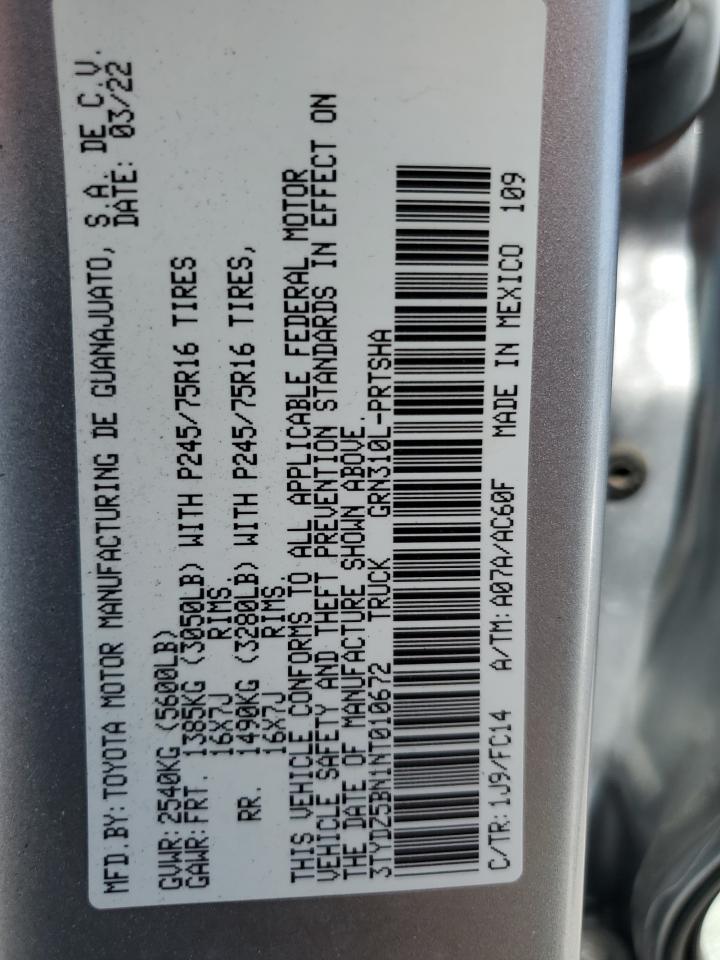 MFD.BY: TOYOTA MOTOR MANUFACTURING DE GUANAJUATO, S.A. DE C.V.
DATE: 03/22
GVWR: 2540KG (5600LB)
GAWR: FRT. 1385KG (3050LB) WITH P245/75R16 TIRES
16X7J RIMS
RR. 1490KG (3280LB) WITH P245/75R16 TIRES,
16X7J RIMS
THIS VEHICLE CONFORMS TO ALL APPLICABLE FEDERAL MOTOR
VEHICLE SAFETY AND THEFT PREVENTION STANDARDS IN EFFECT ON
THE DATE OF MANUFACTURE SHOWN ABOVE.
3TYDZ5BN1NT010672 TRUCK GRN310L-PRTSHA
C/TR: 1J9/FC14 A/TM: A07A/AC60F MADE IN MEXICO 109